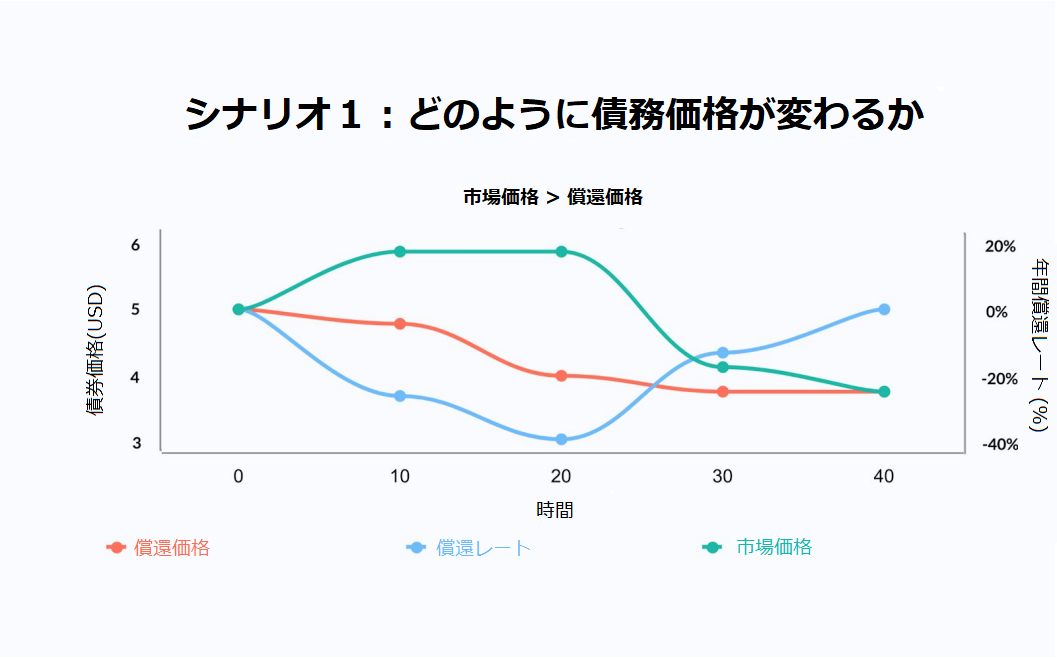 シナリオ１：どのように債務価格が変わるか
市場価格 > 償還価格
6
5
4
3
債券価格(USD)
20%
0%
-20%
-40%
年間償還レート (%)
0 10 20 30 40
時間
償還価格 償還レート 市場価格